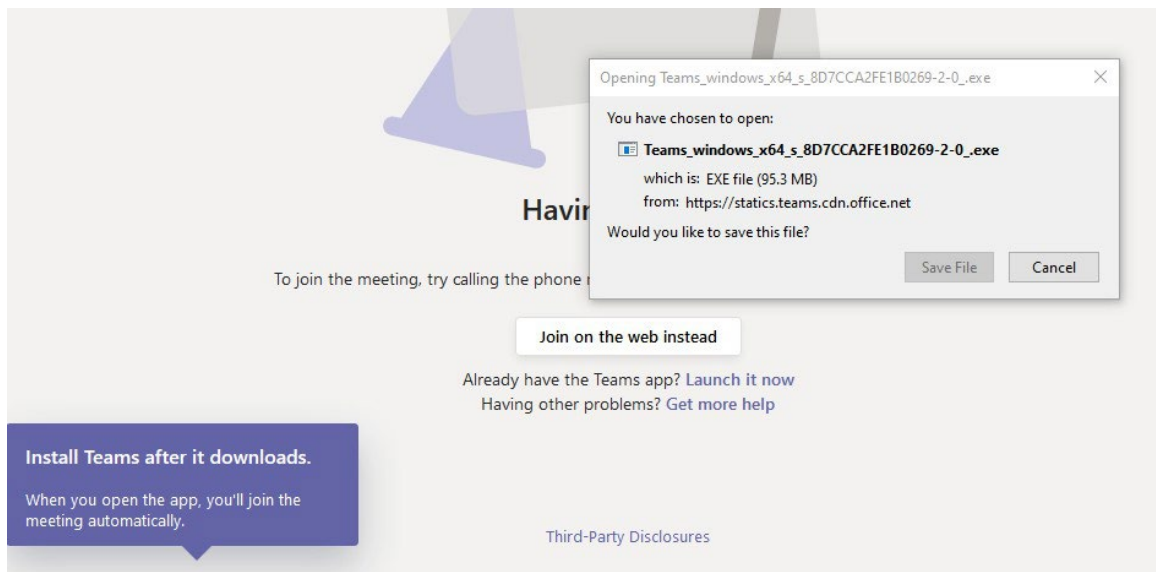 Opening Teams_windows_x64_s_8D7CCA2FE1B0269-2-0_.exe
You have chosen to open:
Teams_windows_x64_s_8D7CCA2FE1B0269-2-0_.exe
which is: EXE file (95.3 MB)
from: https://statics.teams.cdn.office.net
Would you like to save this file?
Save File Cancel
Havin
To join the meeting, try calling the phone
Join on the web instead
Already have the Teams app? Launch it now
Having other problems? Get more help
Install Teams after it downloads.
When you open the app, you'll join the
meeting automatically.
Third-Party Disclosures